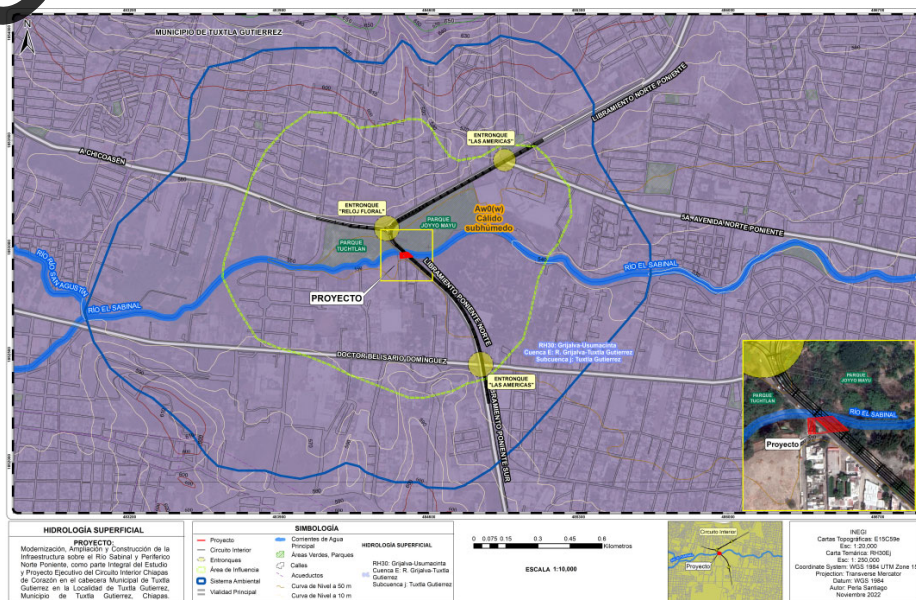 N
MUNICIPIO DE TUXTLA GUTIERREZ
LIBRAMIENTO NORTE PONIENTE
ENTRONQUE
"LAS AMERICAS"
A CHICOASEN
ENTRONQUE
"RELOJ FLORAL"
PARQUE
JOYYO MAYU
Aw0(w)
Cálido
subhúmedo
5A. AVENIDA NORTE PONIENTE
PARQUE
TUCHTLAN
RÍO SAN AGUSTIN
RÍO EL SABINAL
RÍO EL SABINAL
PROYECTO
LIBRAMIENTO PONIENTE NORTE
RH30: Grijalva-Usumacinta
Cuenca E: R. Grijalva-Tuxtla Gutierrez
Subcuenca j: Tuxtla Gutierrez
DOCTOR BELISARIO DOMINGUEZ
ENTRONQUE
"LAS AMERICAS"
LIBRAMIENTO PONIENTE SUR
PARQUE
JOYYO MAYU
PARQUE
TUCHTLAN
RÍO EL SABINAL
Proyecto
HIDROLOGÍA SUPERFICIAL
PROYECTO:
Modernización, Ampliación y Construcción de la
Infraestructura sobre el Río Sabinal y Periferico
Norte Poniente, como parte Integral del Estudio
y Proyecto Ejecutivo del Circuito Interior Chiapas
de Corazón en el cabecera Municipal de Tuxtla
Gutierrez en la Localidad de Tuxtla Gutierrez,
Municipio de Tuxtla Gutierrez, Chiapas.
SIMBOLOGÍA
Proyecto
Circuito Interior
Entronques
Área de Influencia
Sistema Ambiental
Vialidad Principal
Corrientes de Agua
Principal
Áreas Verdes, Parques
Calles
Acueductos
Curva de Nivel a 50 m
Curva de Nivel a 10 m
HIDROLOGÍA SUPERFICIAL
RH30: Grijalva-Usumacinta
Cuenca E: R. Grijalva-Tuxtla
Gutierrez
Subcuenca j: Tuxtla Gutierrez
0 0.075 0.15 0.3 0.45 0.6
Kilometros
ESCALA 1:10,000
Circuito Interior
Proyecto
INEGI
Cartas Topográficas: E15C59e
Esc: 1:20,000
Carta Temática: RH30Ej
Esc: 1: 250,000
Coordinate System: WGS 1984 UTM Zone 15
Projection: Transverse Mercator
Datum: WGS 1984
Autor: Perla Santiago
Noviembre 2022